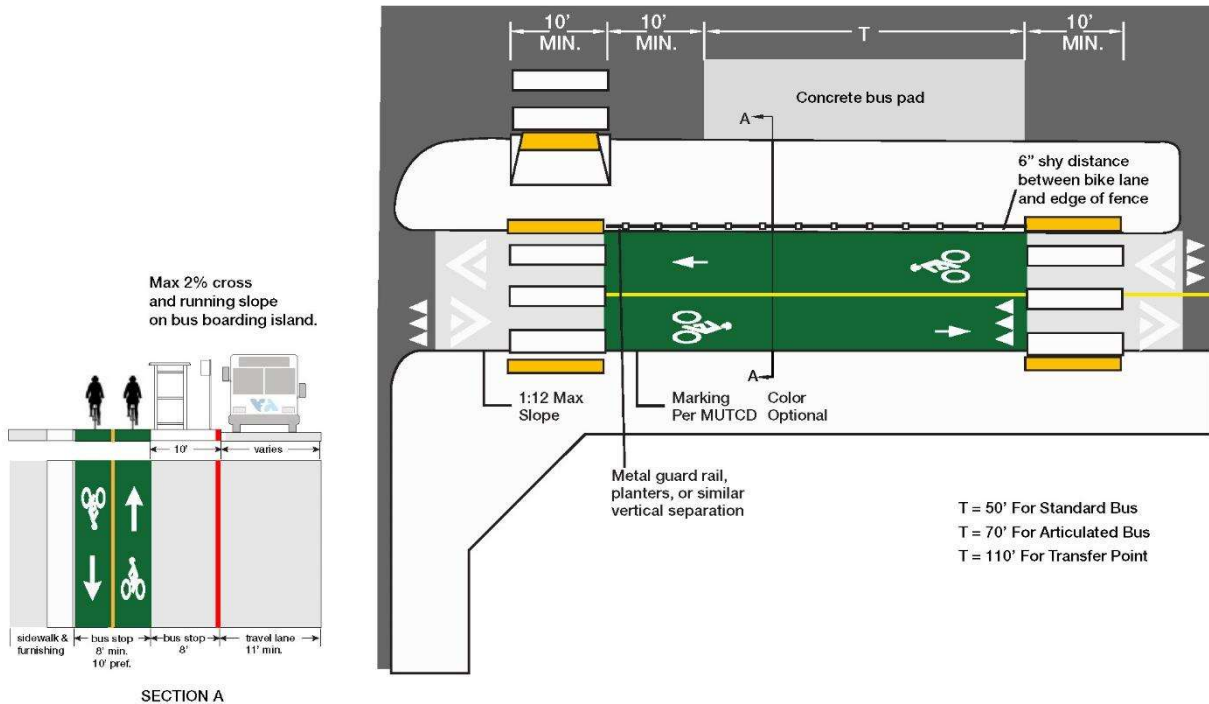 10'
MIN.
10'
MIN.
T
10'
MIN.
Concrete bus pad
A
6" shy distance
between bike lane
and edge of fence
A
1:12 Max
Slope
Marking
Per MUTCD
Color
Optional
Metal guard rail,
planters, or similar
vertical separation
T = 50' For Standard Bus
T = 70' For Articulated Bus
T = 110' For Transfer Point
Max 2% cross
and running slope
on bus boarding island.
VIA
10'
varies
sidewalk &
furnishing
bus stop
8' min.
10' pref.
bus stop
8'
travel lane
11' min.
SECTION A